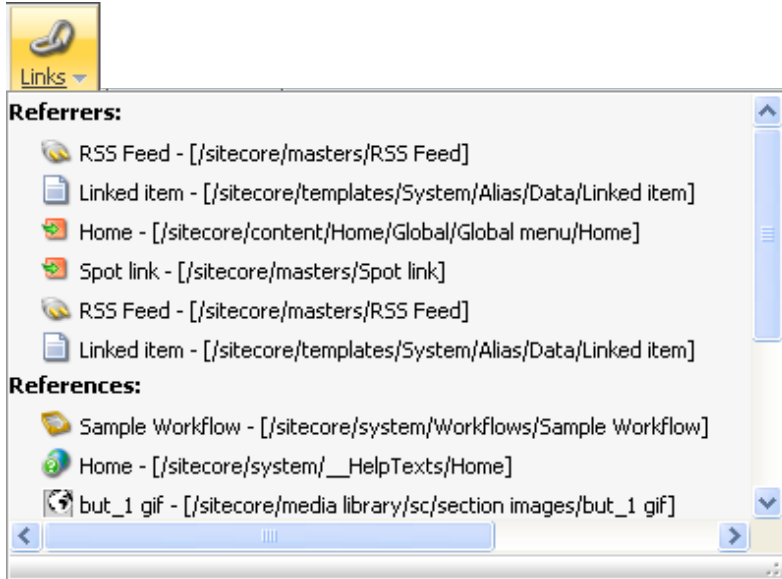 Links
Referrers:
RSS Feed - [/sitecore/masters/RSS Feed]
Linked item - [/sitecore/templates/System/Alias/Data/Linked item]
Home - [/sitecore/content/Home/Global/Global menu/Home]
Spot link - [/sitecore/masters/Spot link]
RSS Feed - [/sitecore/masters/RSS Feed]
Linked item - [/sitecore/templates/System/Alias/Data/Linked item]
References:
Sample Workflow - [/sitecore/system/Workflows/Sample Workflow]
Home - [/sitecore/system/__HelpTexts/Home]
but_1 gif - [/sitecore/media library/sc/section images/but_1 gif]